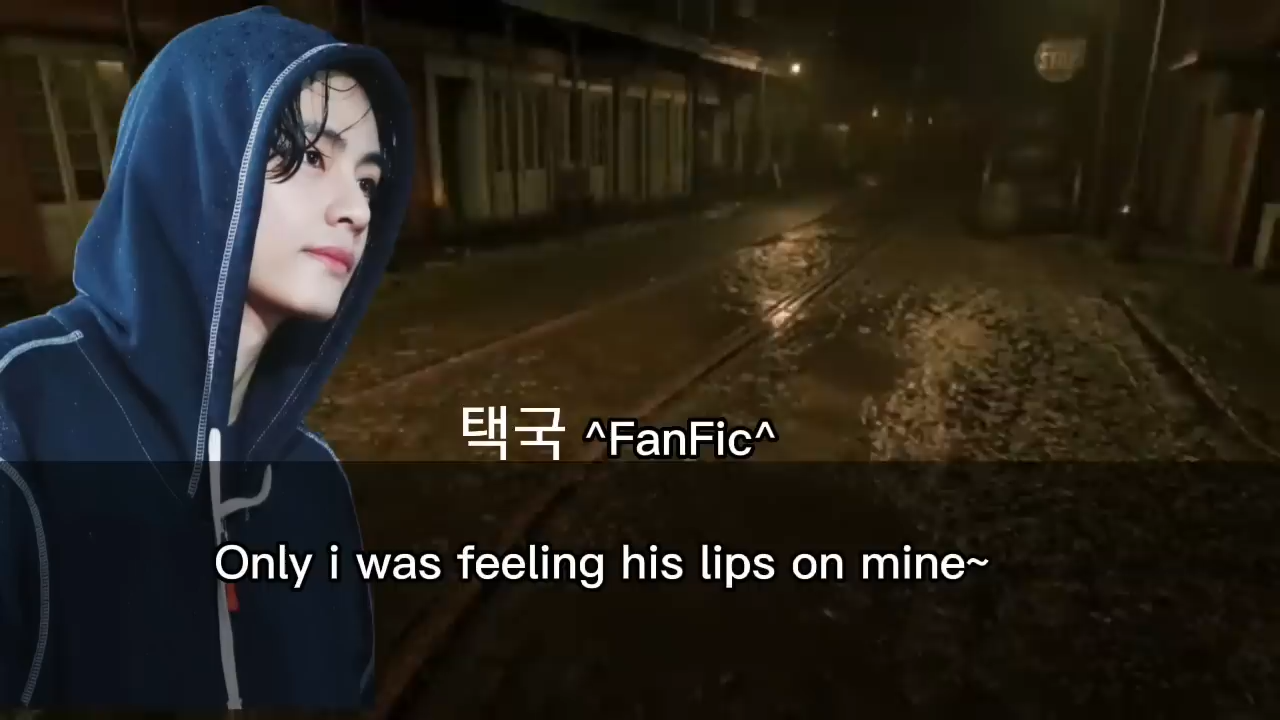 택국 ^FanFic^
Only i was feeling his lips on mine~